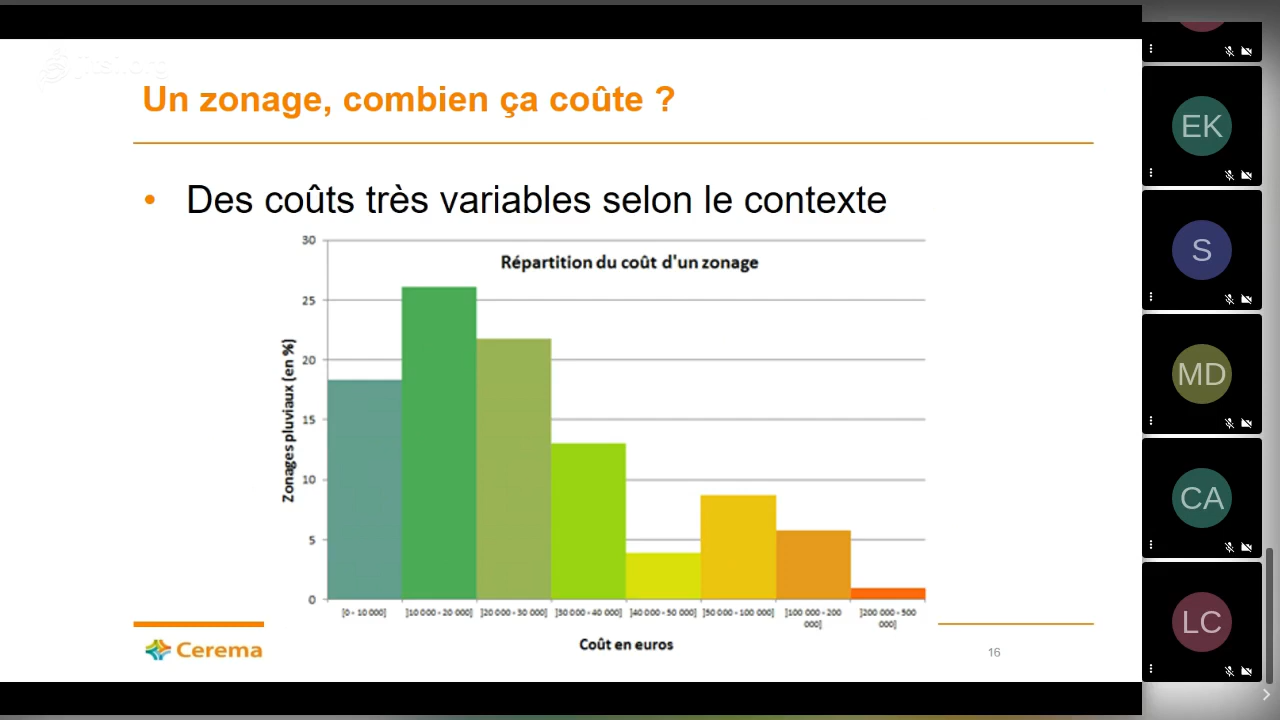 jitsi.org
Un zonage, combien ça coûte ?
• Des coûts très variables selon le contexte
Répartition du coût d'un zonage
Zonages pluviaux (en %)
30
25
20
15
10
5
0
[0 - 10 000]
]10 000 - 20 000]
]20 000 - 30 000]
]30 000 - 40 000]
]40 000 - 50 000]
]50 000 - 100 000]
]100 000 - 200
000]
]200 000 - 500
000]
Coût en euros
Cerema
16
EK
S
MD
CA
LC